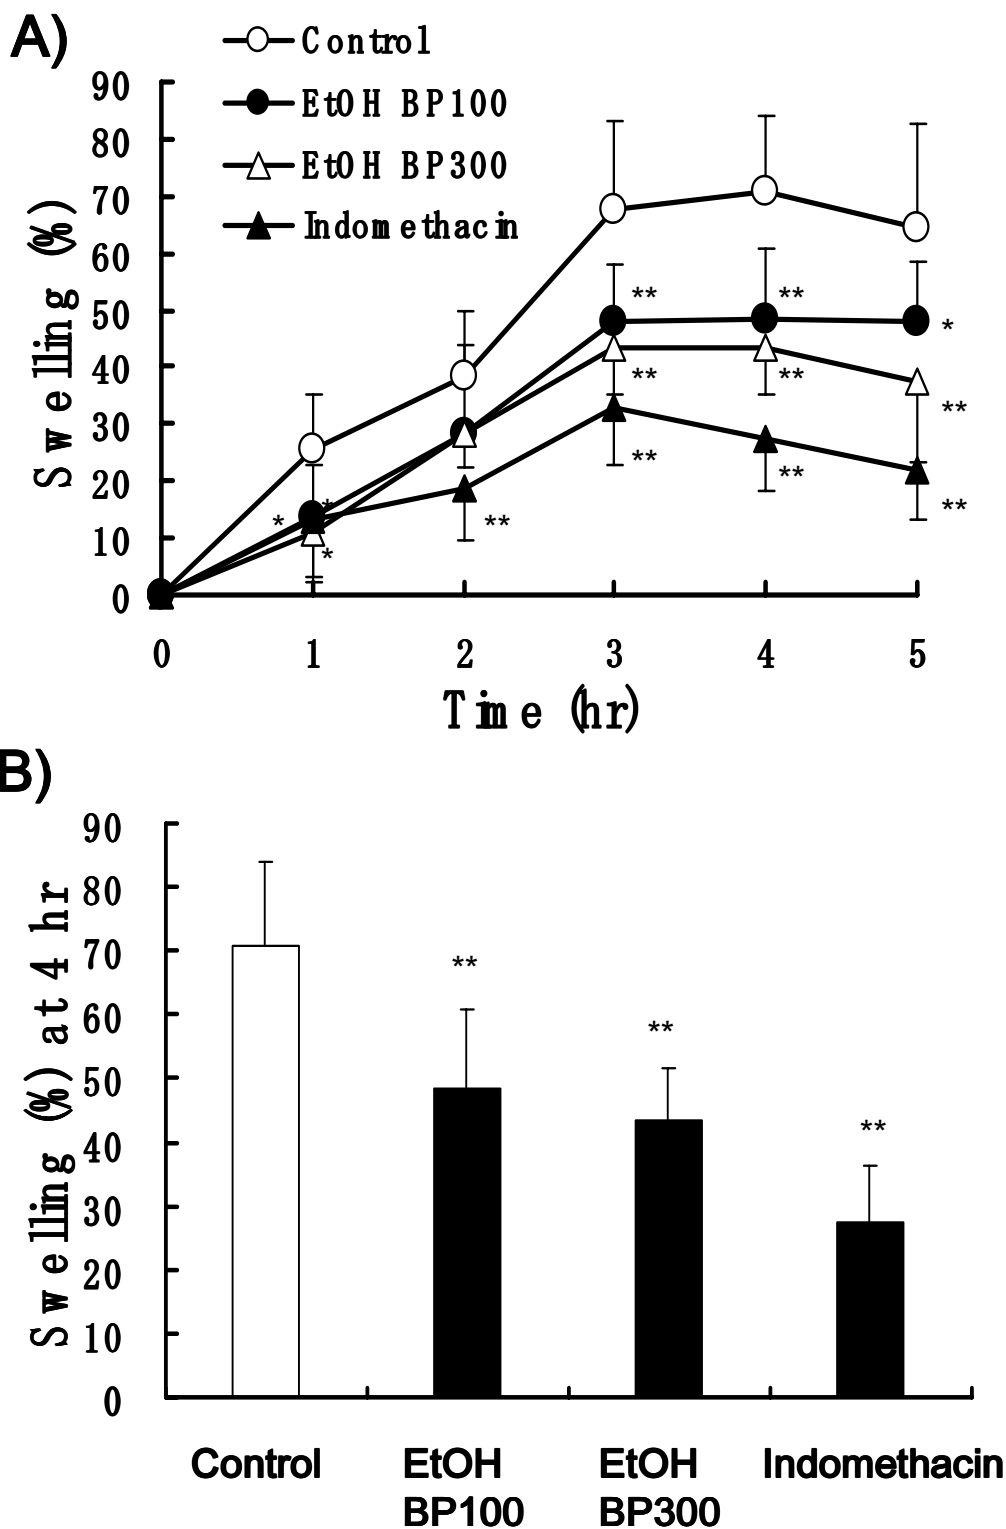 A)
Control
EtOH BP100
EtOH BP300
Indomethacin
Swelling (%)
90
80
70
60
50
40
30
20
10
0
** **
*
** **
**
** **
**
* *
**
*
0 1 2 3 4 5
Time (hr)
B)
Swelling (%) at 4 hr
90
80
70
60
50
40
30
20
10
0
**
**
**
Control EtOH EtOH Indomethacin
BP100 BP300